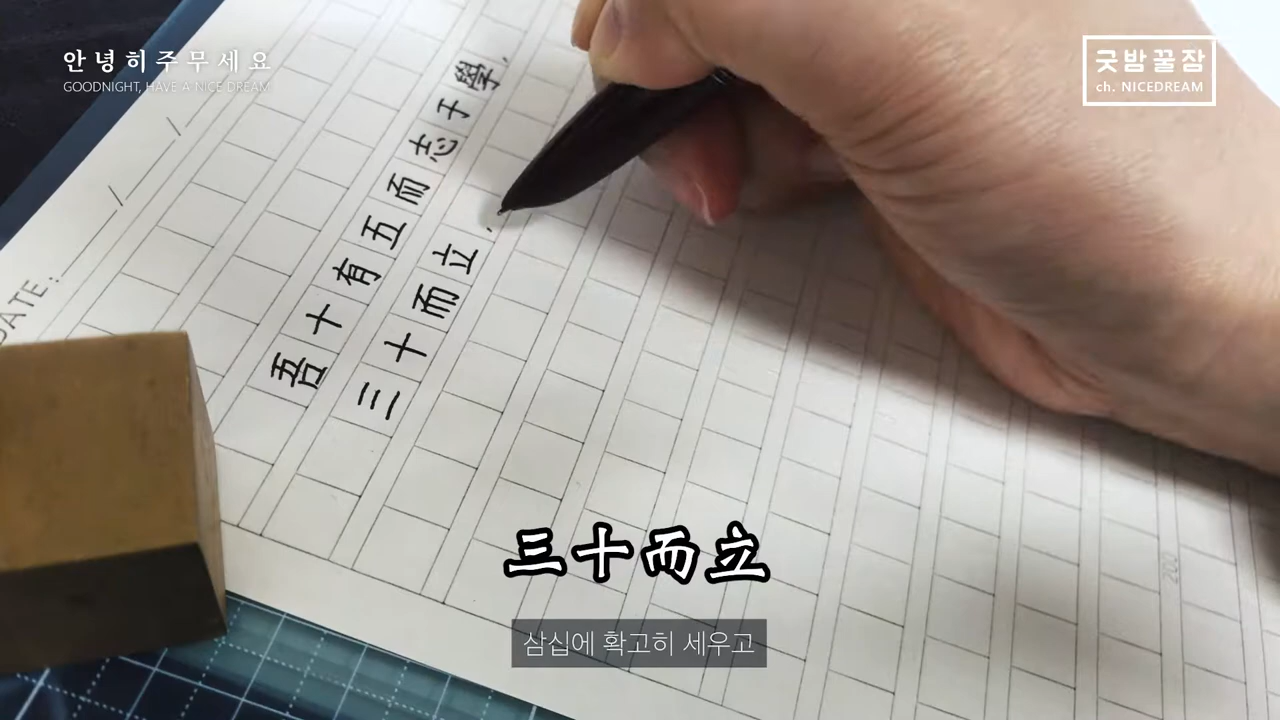 안녕히주무세요
GOODNIGHT, HAVE A NICE DREAM
굿밤꿀잠
ch. NICEDREAM
DATE:
吾十有五而志于學,
三十而立,
三十而立
삼십에 확고히 세우고